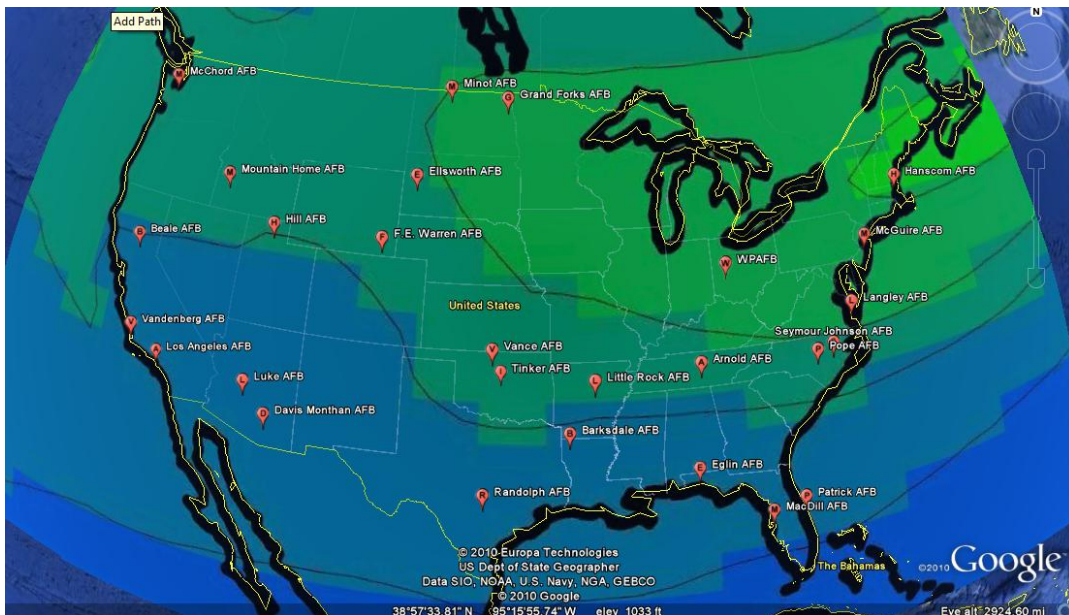 Add Path
N
M McChord AFB
M Minot AFB
G Grand Forks AFB
M Mountain Home AFB
E Ellsworth AFB
H Hanscom AFB
B Beale AFB
H Hill AFB
F F.E. Warren AFB
M McGuire AFB
W WPAFB
United States
L Langley AFB
V Vandenberg AFB
Seymour Johnson AFB
A Los Angeles AFB
V Vance AFB
P Pope AFB
A Arnold AFB
I Tinker AFB
L Luke AFB
L Little Rock AFB
D Davis Monthan AFB
B Barksdale AFB
E Eglin AFB
R Randolph AFB
P Patrick AFB
M MacDill AFB
© 2010 Europa Technologies
US Dept of State Geographer
Data SIO, NOAA, U.S. Navy, NGA, GEBCO
© 2010 Google
The Bahamas
©2010 Google
38°57'33.81" N 95°15'55.74" W elev 1033 ft Eye alt 2924.60 mi